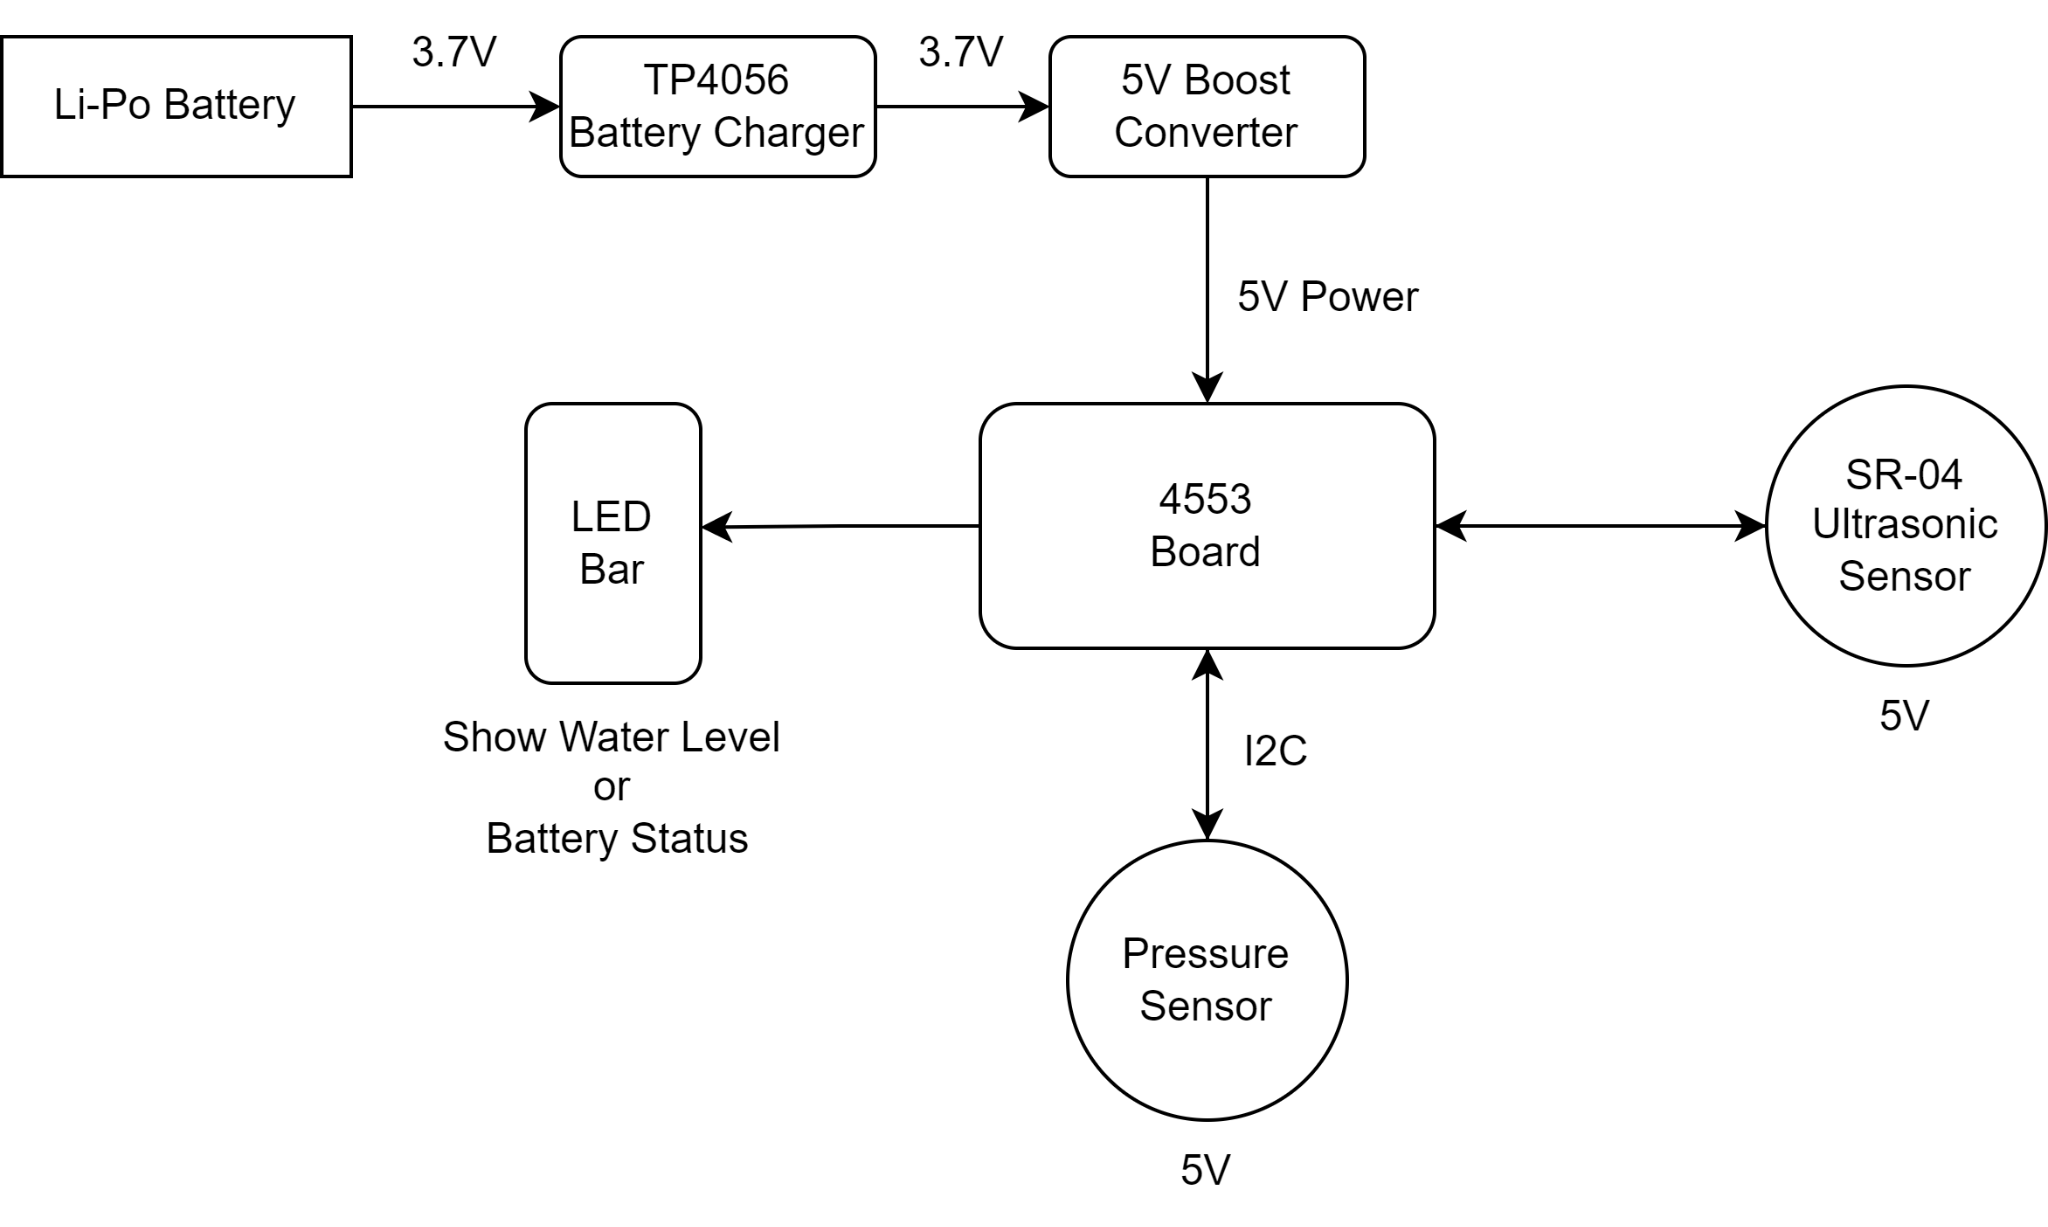 Li-Po Battery
3.7V
TP4056
Battery Charger
3.7V
5V Boost
Converter
5V Power
LED
Bar
Show Water Level
or
Battery Status
4553
Board
SR-04
Ultrasonic
Sensor
5V
I2C
Pressure
Sensor
5V